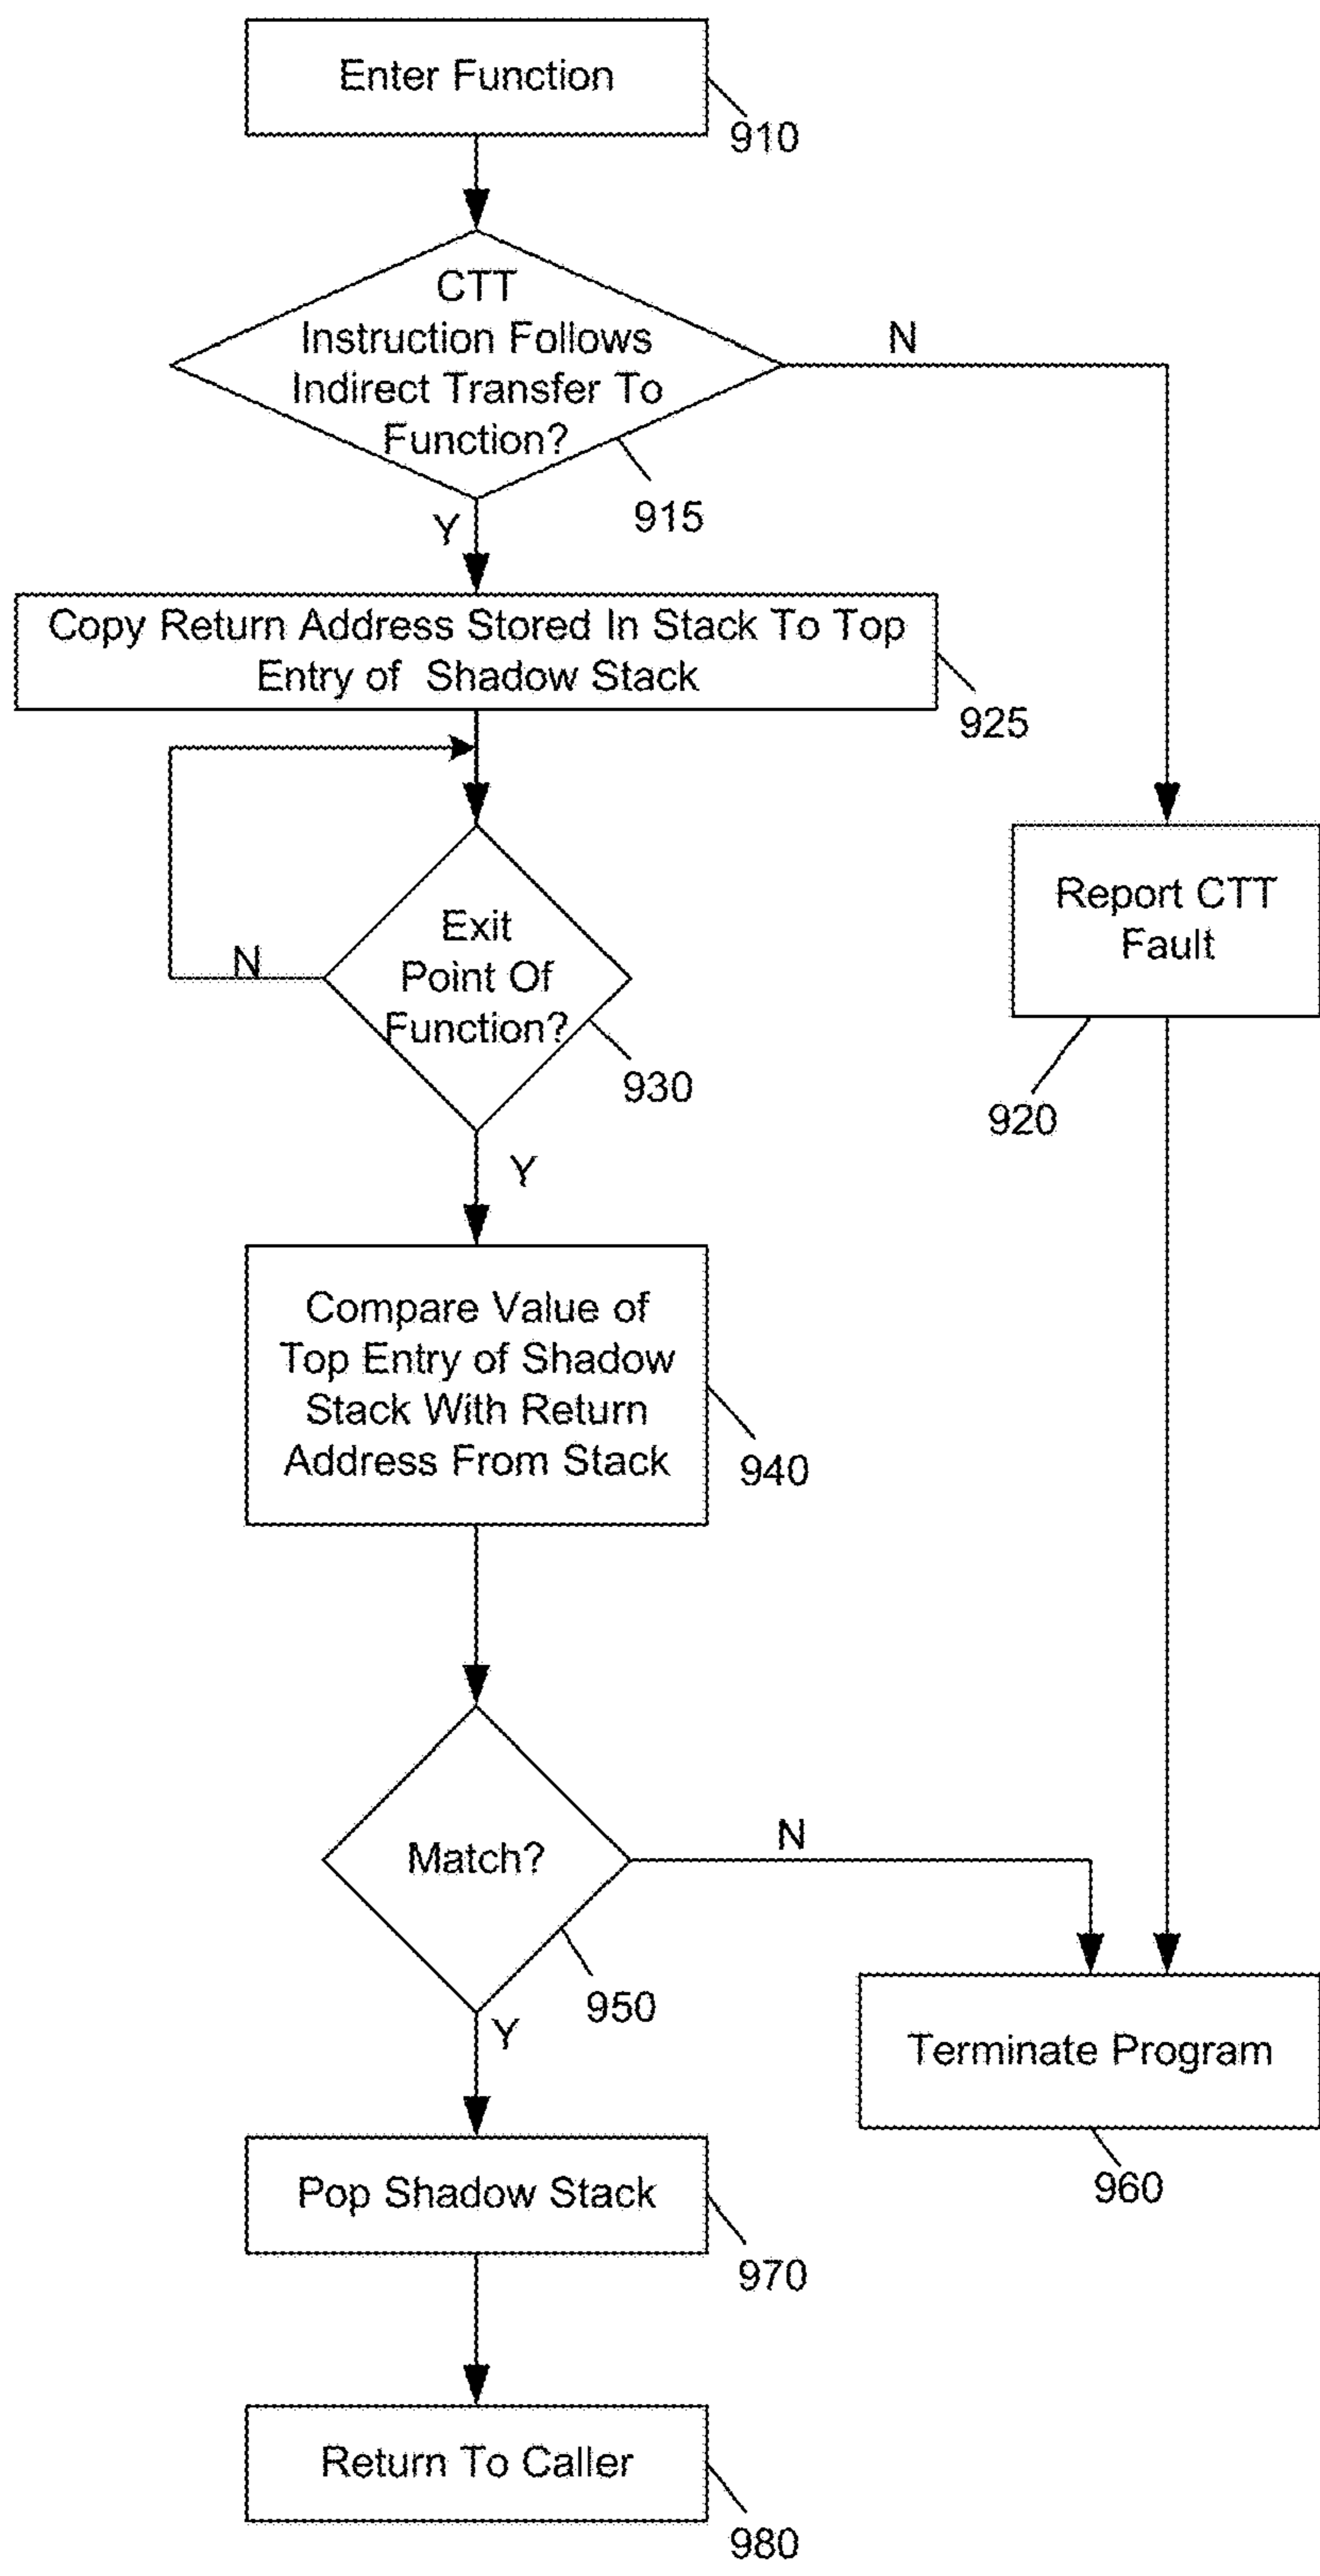 Enter Function
910
CTT
Instruction Follows
Indirect Transfer To
Function?
N
915
Y
Copy Return Address Stored In Stack To Top
Entry of Shadow Stack
925
Exit
Point Of
Function?
N
930
Report CTT
Fault
920
Y
Compare Value of
Top Entry of Shadow
Stack With Return
Address From Stack
940
Match?
N
950
Y
Terminate Program
960
Pop Shadow Stack
970
Return To Caller
980